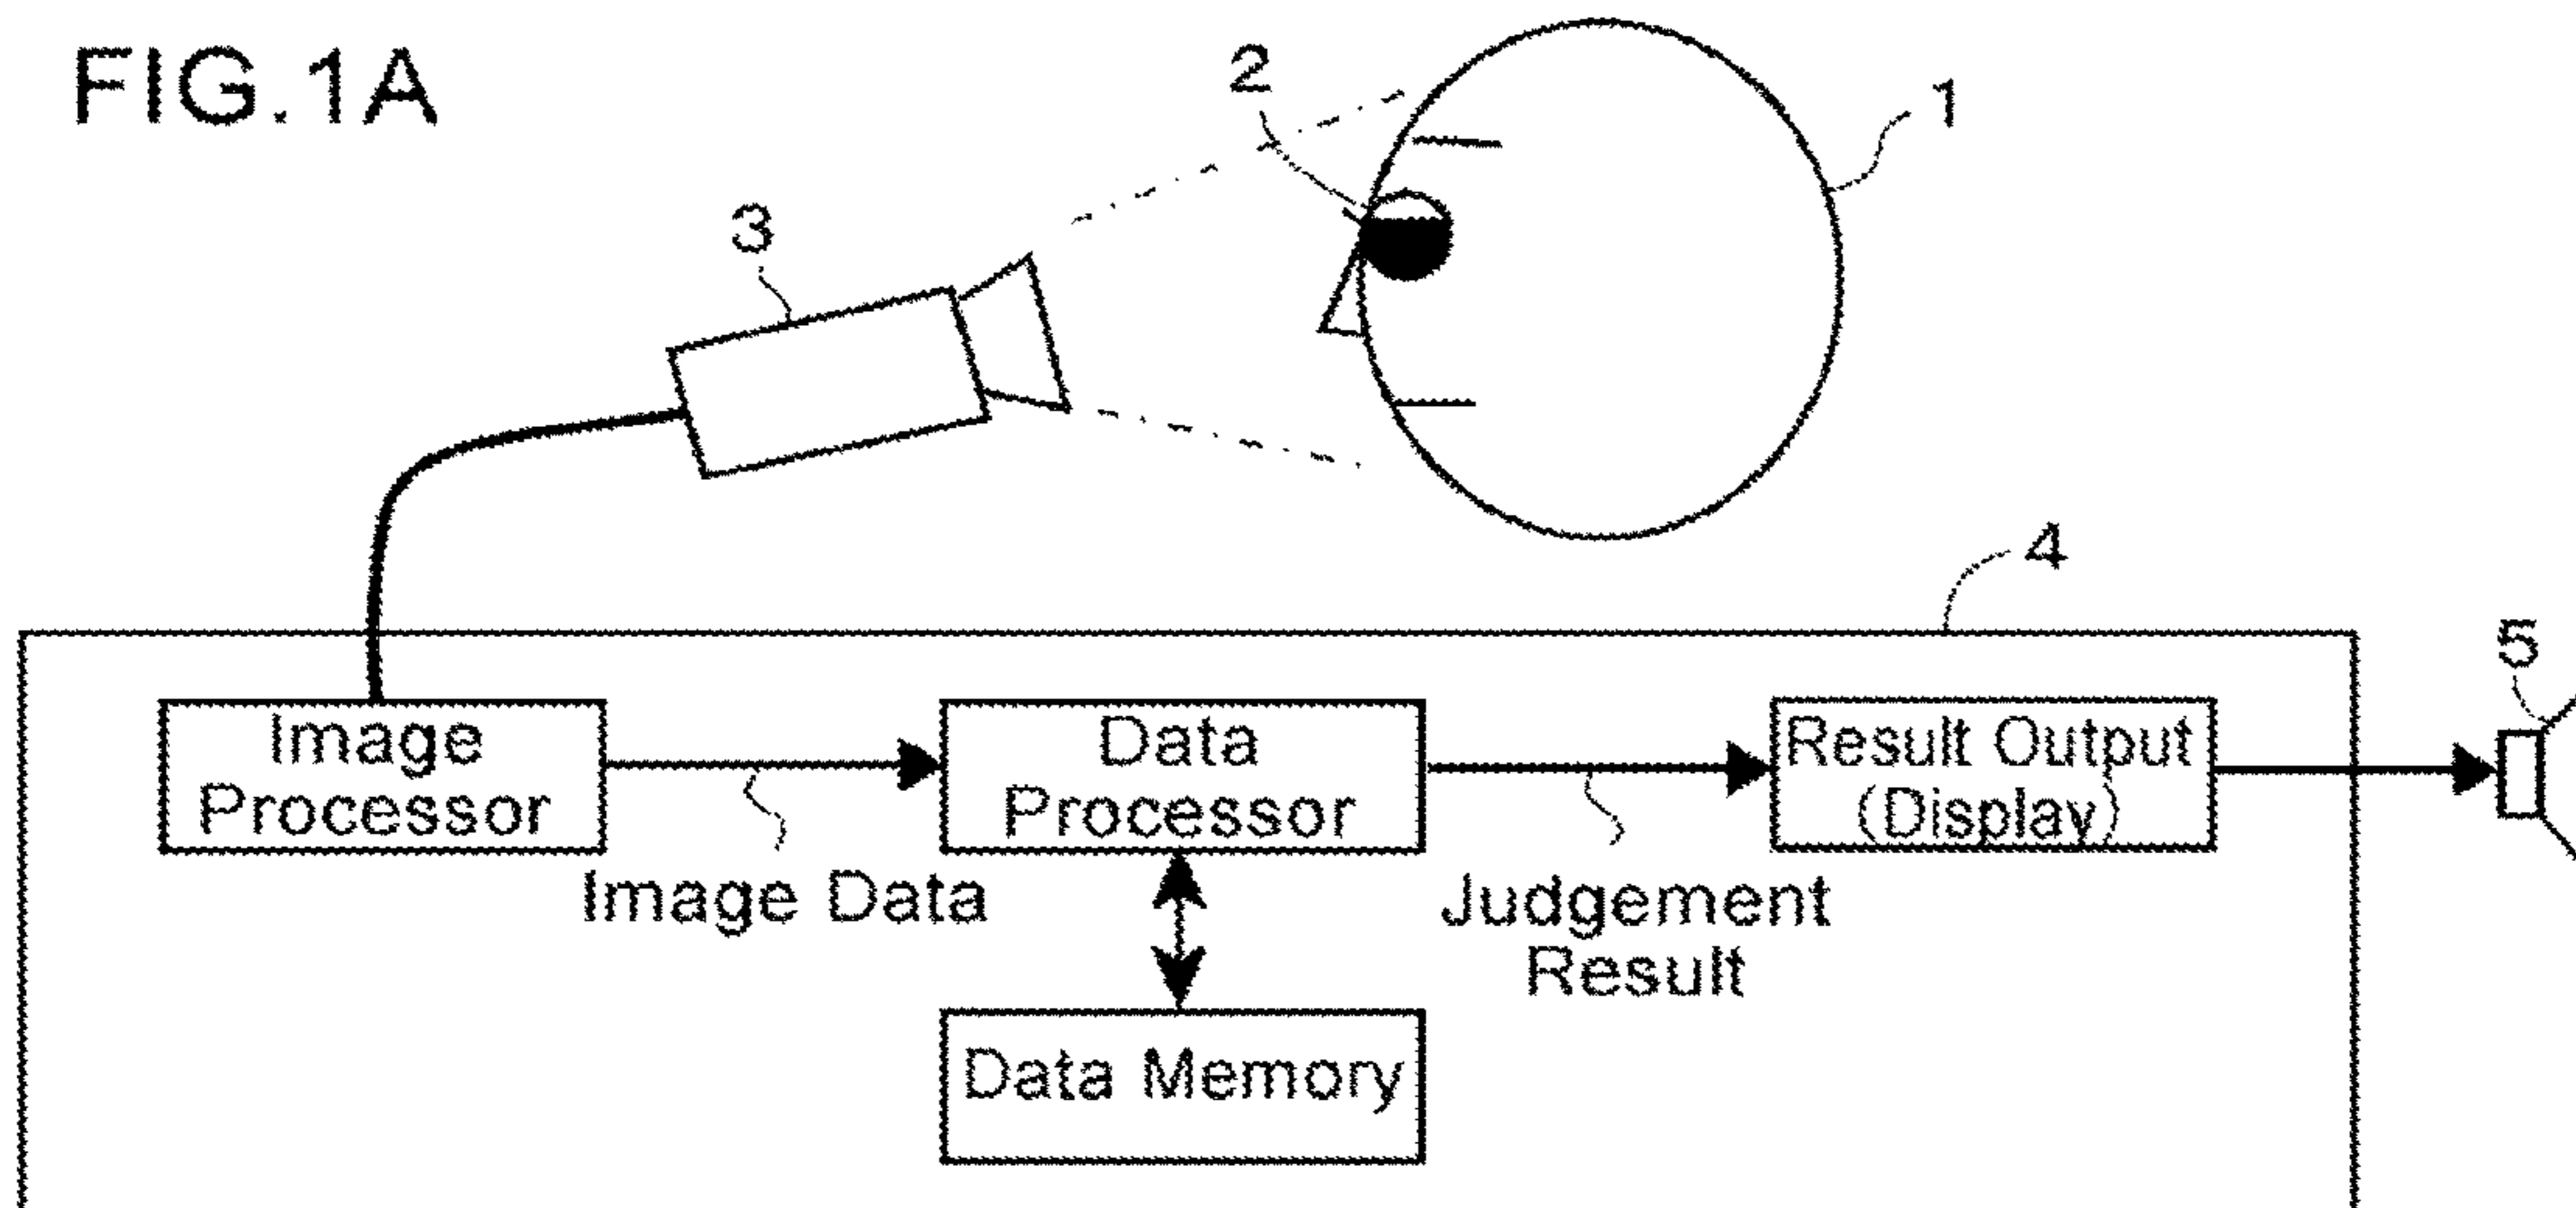 FIG.1A
2
1
3
4
5
Image
Processor
Data
Processor
Result Output
(Display)
Image Data
Judgement
Result
Data Memory